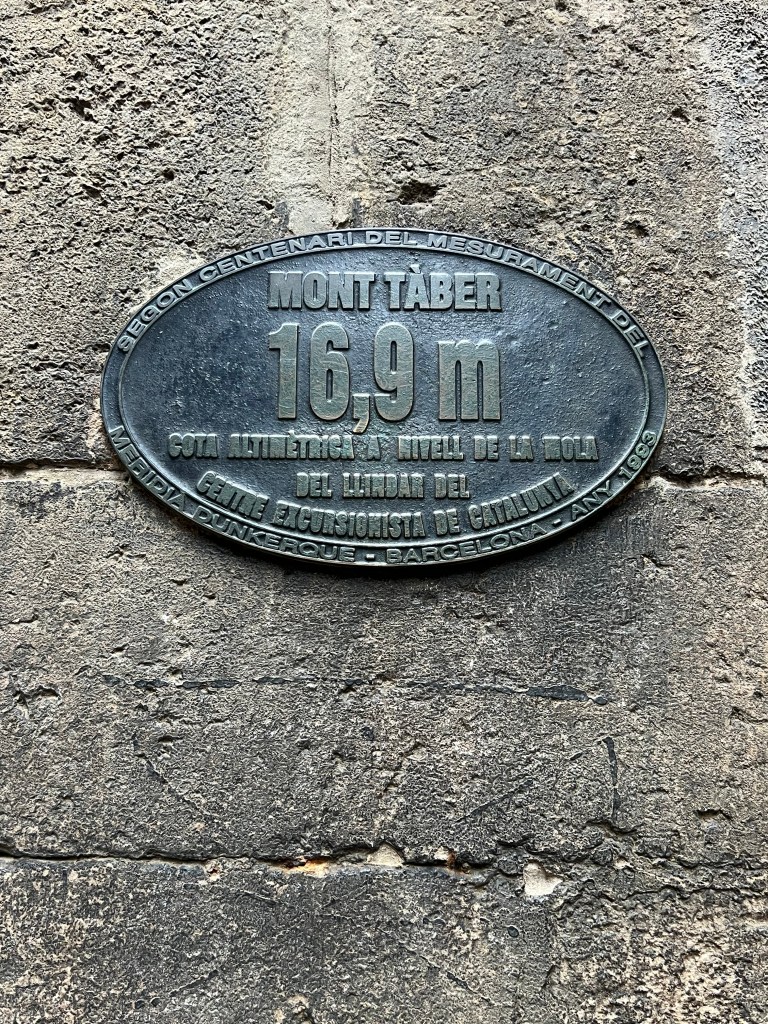 SEGON CENTENARI DEL MESURAMENT DEL
MONT TÀBER
16,9 m
COTA ALTIMÈTRICA A NIVELL DE LA MOLA
DEL LLINDAR DEL
CENTRE EXCURSIONISTA DE CATALUNYA
MERIDIA DUNKERQUE - BARCELONA - ANY 1993